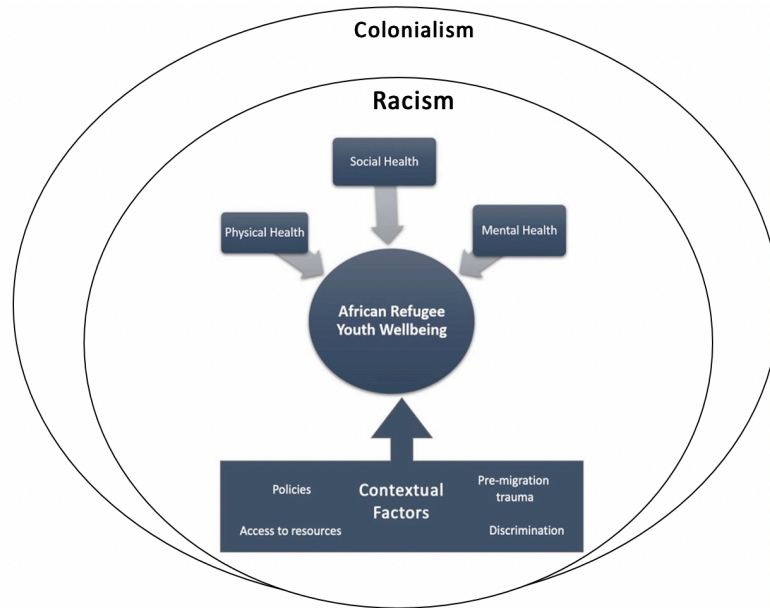 Colonialism
Racism
Social Health
Physical Health
Mental Health
African Refugee
Youth Wellbeing
Policies
Contextual
Factors
Pre-migration
trauma
Access to resources
Discrimination